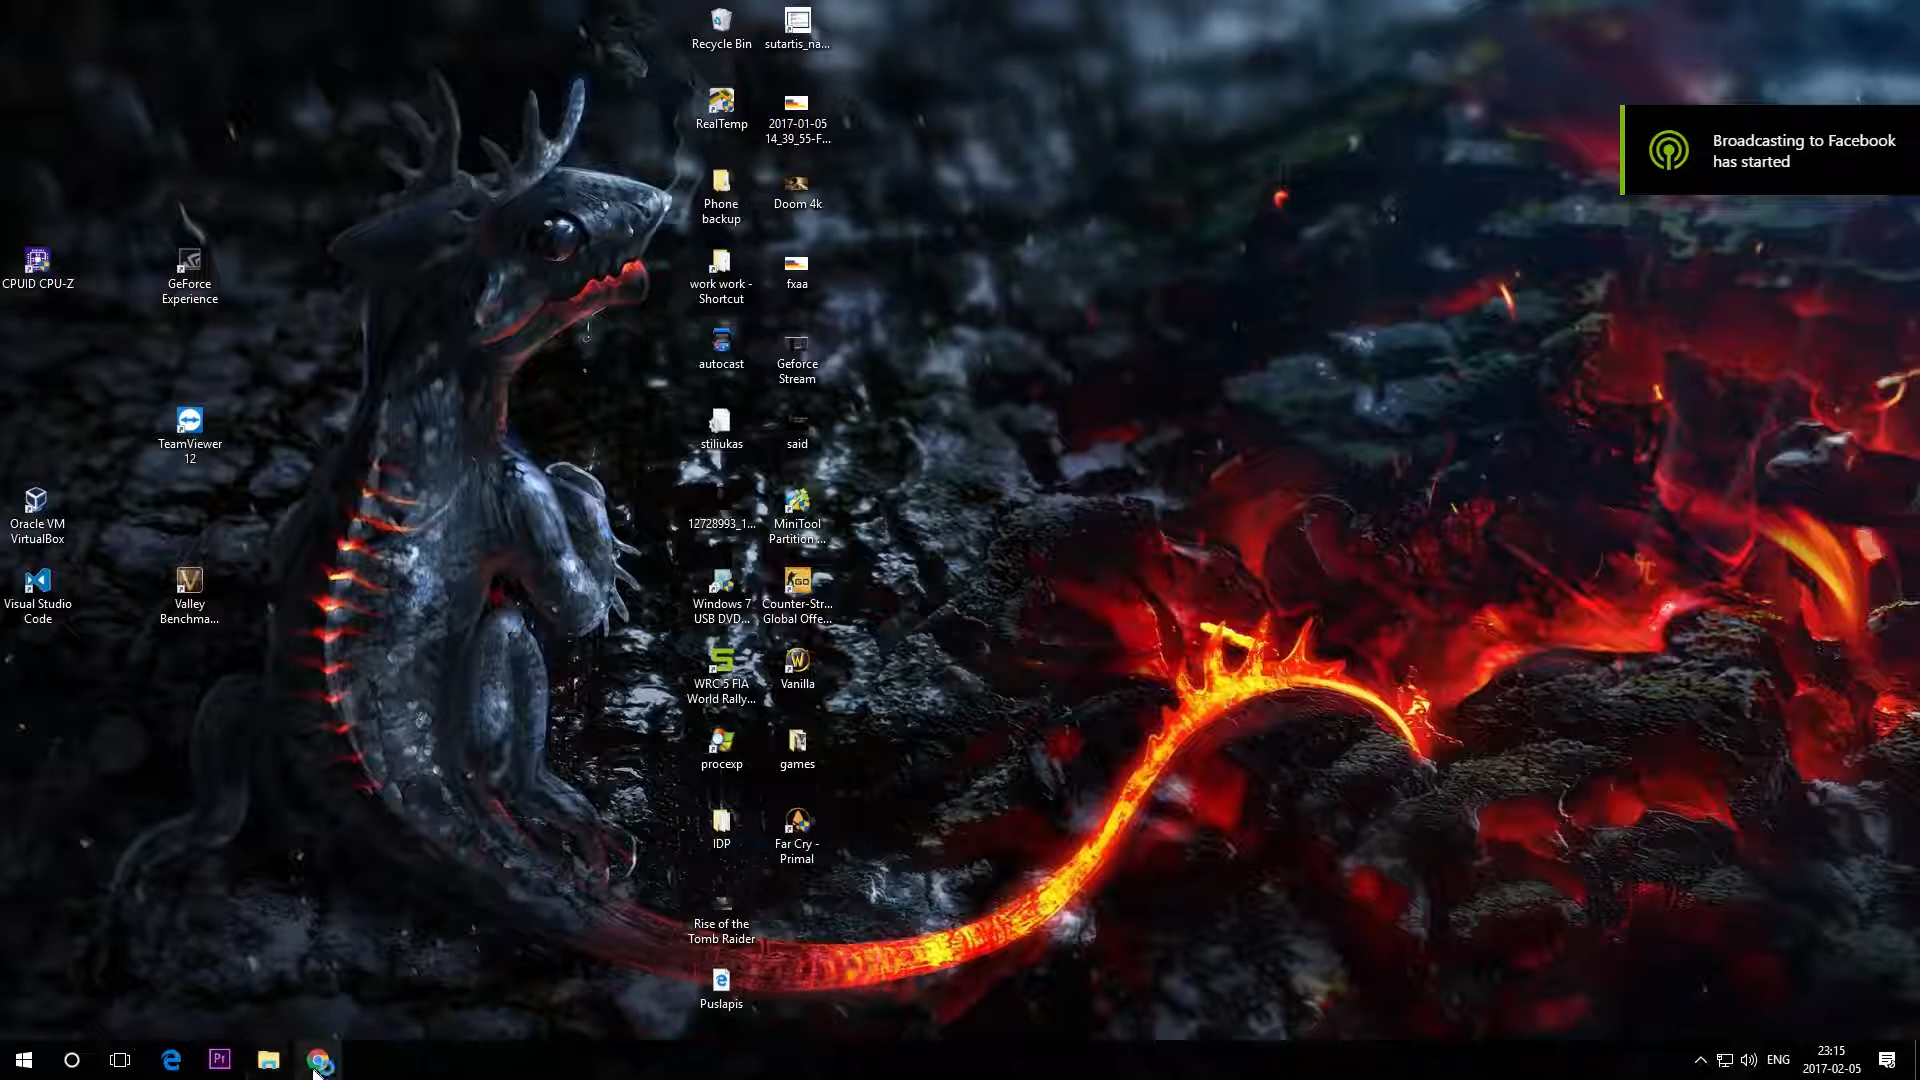 Recycle Bin
sutartis_na...
RealTemp
2017-01-05
14_39_55-F...
Phone
backup
Doom 4k
Broadcasting to Facebook
has started
CPUID CPU-Z
GeForce
Experience
work work -
Shortcut
fxaa
autocast
Geforce
Stream
TeamViewer
12
stiliukas
said
Oracle VM
VirtualBox
12728993_1...
MiniTool
Partition ...
Visual Studio
Code
Valley
Benchma...
Windows 7
USB DVD...
GO
Counter-Str...
Global Offe...
WRC 5 FIA
World Rally...
Vanilla
procexp
games
IDP
Far Cry -
Primal
Rise of the
Tomb Raider
Puslapis
Pr
ENG
23:15
2017-02-05